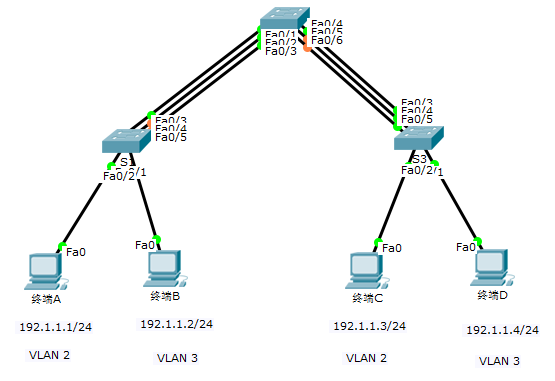 Fa0/4
Fa0/1
Fa0/5
Fa0/2
Fa0/6
Fa0/3
Fa0/3
Fa0/4
Fa0/5
Fa0/3
Fa0/4
Fa0/5
S3
Fa0/2
Fa0/2
Fa0
Fa0
Fa0
Fa0
终端A
终端B
终端C
终端D
192.1.1.1/24
192.1.1.2/24
192.1.1.3/24
192.1.1.4/24
VLAN 2
VLAN 3
VLAN 2
VLAN 3